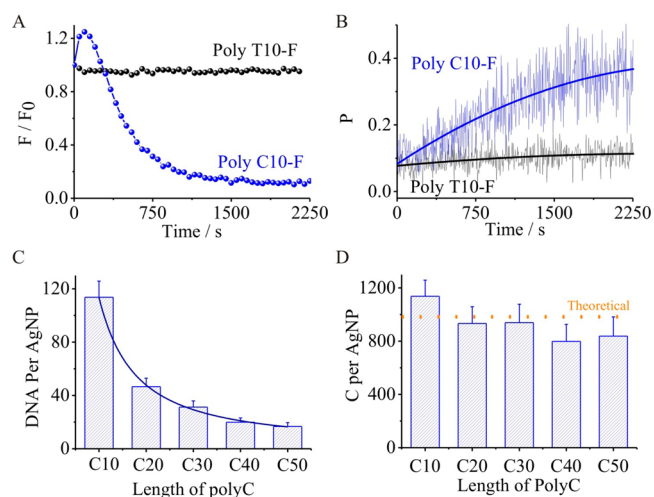 A
Poly T10-F
Poly C10-F
F / F0
1.2
0.8
0.4
0.0
0
750
1500
2250
Time / s
B
Poly C10-F
Poly T10-F
P
0.4
0.2
0.0
0
750
1500
2250
Time / s
C
DNA Per AgNP
120
80
40
0
C10 C20 C30 C40 C50
Length of polyC
D
Theoretical
C per AgNP
1200
800
400
0
C10 C20 C30 C40 C50
Length of PolyC